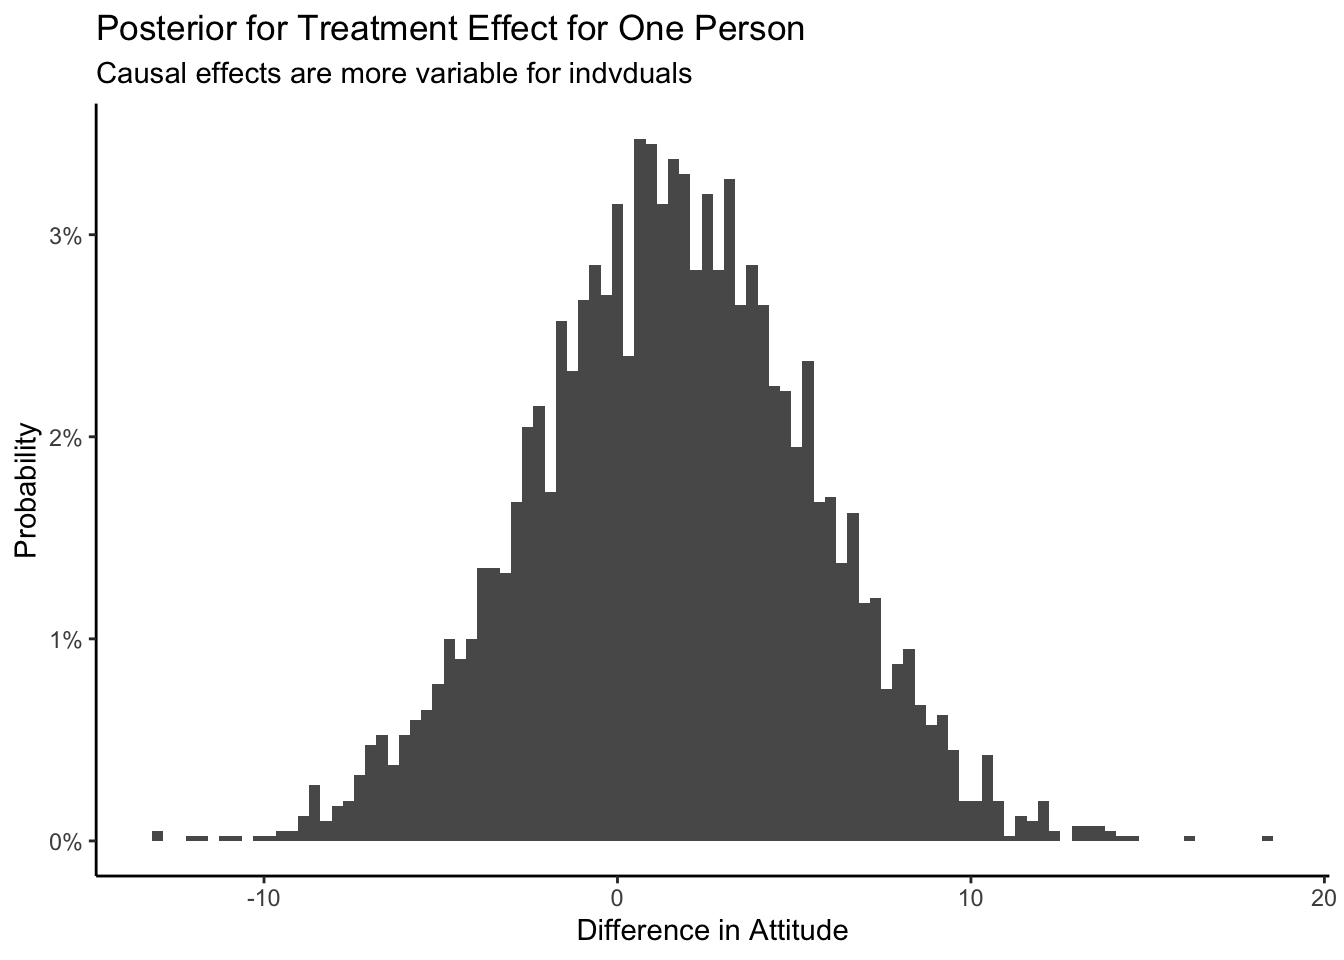 Posterior for Treatment Effect for One Person
Causal effects are more variable for indvduals
3%
2%
1%
0%
Probability
-10
0
10
20
Difference in Attitude